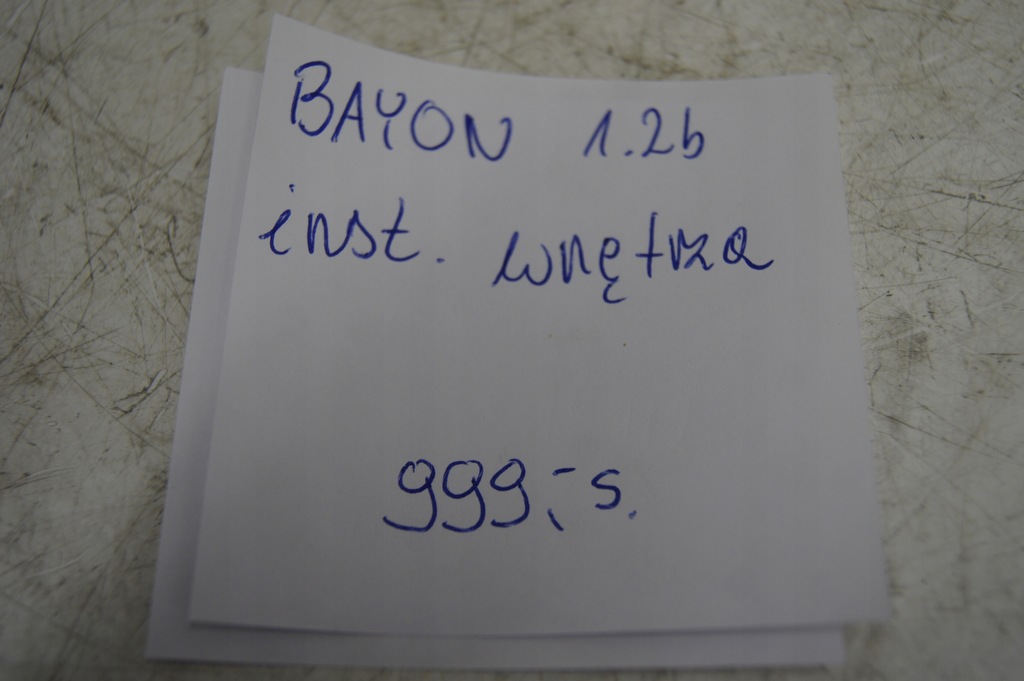 BAYON 1.2b
inst. wnętrza
999,- s.